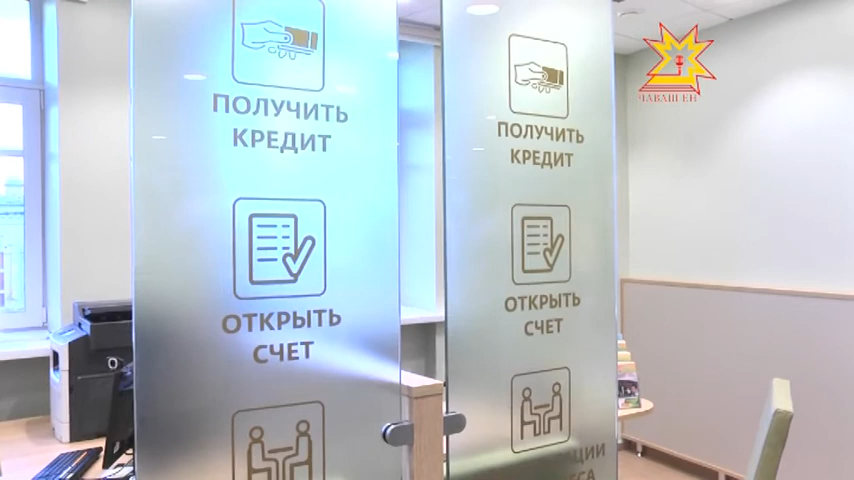 ПОЛУЧИТЬ
КРЕДИТ
ОТКРЫТЬ
СЧЕТ
ПОЛУЧИТЬ
КРЕДИТ
ОТКРЫТЬ
СЧЕТ
ЧАВАШ ЕН